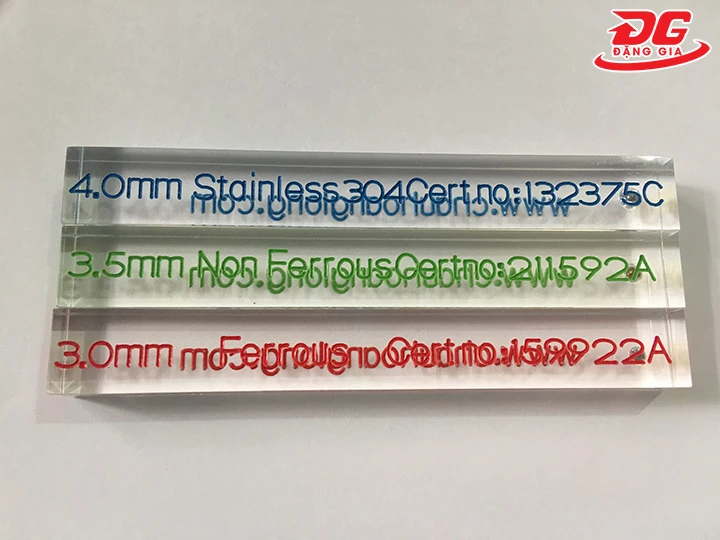 ĐG
ĐẶNG GIA
4.0mm Stainless 304 Cert no: 132375C
3.5mm Non Ferrous Cert no: 211592A
3.0mm Ferrous Cert no. 159922A